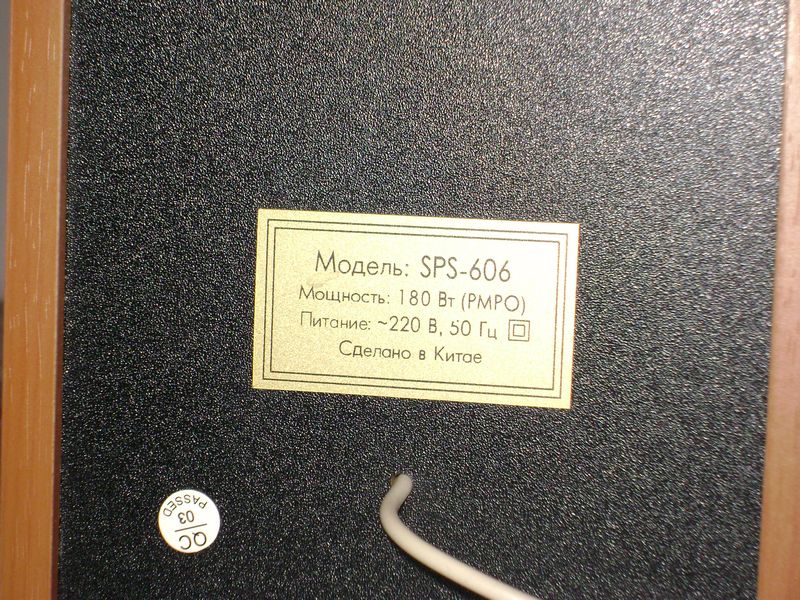 Модель: SPS-606
Мощность: 180 Вт (PMPO)
Питание: ~220 В, 50 Гц
Сделано в Китае
QC
03
PASSED